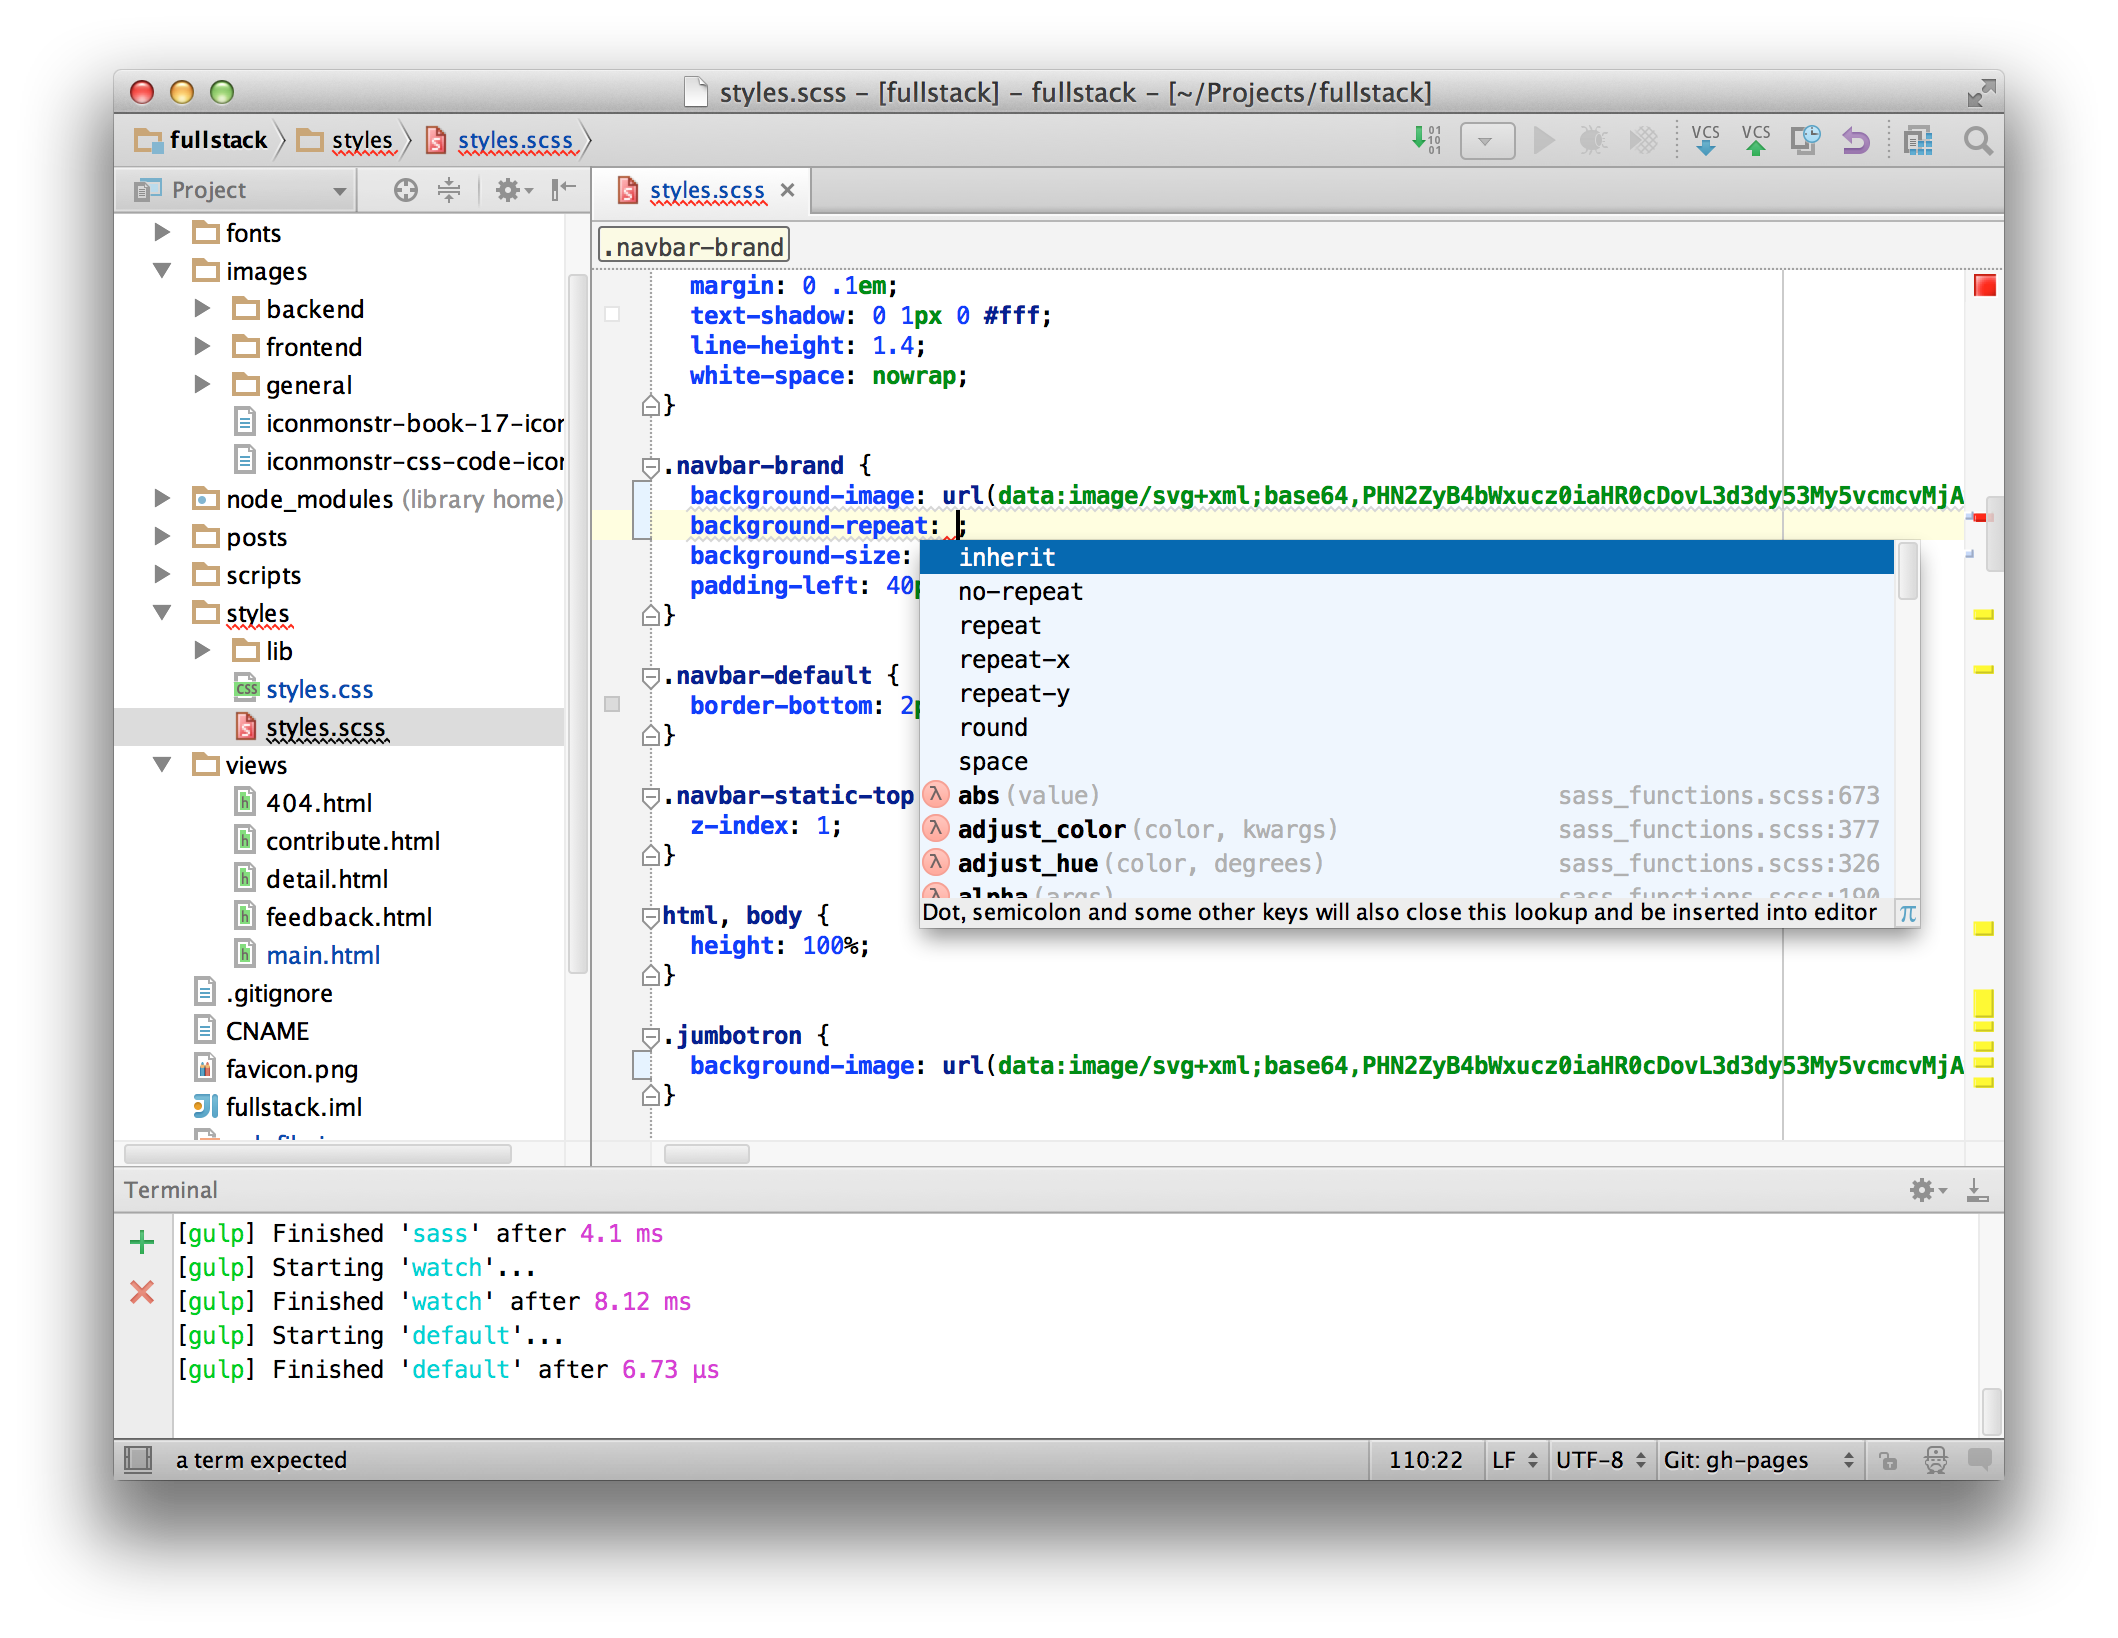 styles.scss – [fullstack] – fullstack – [~/Projects/fullstack]
fullstack styles styles.scss
VCS VCS
Project
styles.scss
.navbar-brand
fonts
images
backend
frontend
general
iconmonstr-book-17-icon
iconmonstr-css-code-icon
node_modules (library home)
posts
scripts
styles
lib
styles.css
styles.scss
views
404.html
contribute.html
detail.html
feedback.html
main.html
.gitignore
CNAME
favicon.png
fullstack.iml
margin: 0 .1em;
text-shadow: 0 1px 0 #fff;
line-height: 1.4;
white-space: nowrap;
}
.navbar-brand {
background-image: url(data:image/svg+xml;base64,PHN2ZyB4bWxucz0iaHR0cDovL3d3dy53My5vcmcvMjA
background-repeat: ;
background-size:
padding-left: 40p
}
.navbar-default {
border-bottom: 2p
}
.navbar-static-top
z-index: 1;
}
html, body {
height: 100%;
}
.jumbotron {
background-image: url(data:image/svg+xml;base64,PHN2ZyB4bWxucz0iaHR0cDovL3d3dy53My5vcmcvMjA
}
inherit
no-repeat
repeat
repeat-x
repeat-y
round
space
abs(value) sass_functions.scss:673
adjust_color(color, kwargs) sass_functions.scss:377
adjust_hue(color, degrees) sass_functions.scss:326
alpha(args) sass_functions.scss:190
Dot, semicolon and some other keys will also close this lookup and be inserted into editor π
Terminal
[gulp] Finished 'sass' after 4.1 ms
[gulp] Starting 'watch'...
[gulp] Finished 'watch' after 8.12 ms
[gulp] Starting 'default'...
[gulp] Finished 'default' after 6.73 μs
a term expected
110:22 LF UTF-8 Git: gh-pages